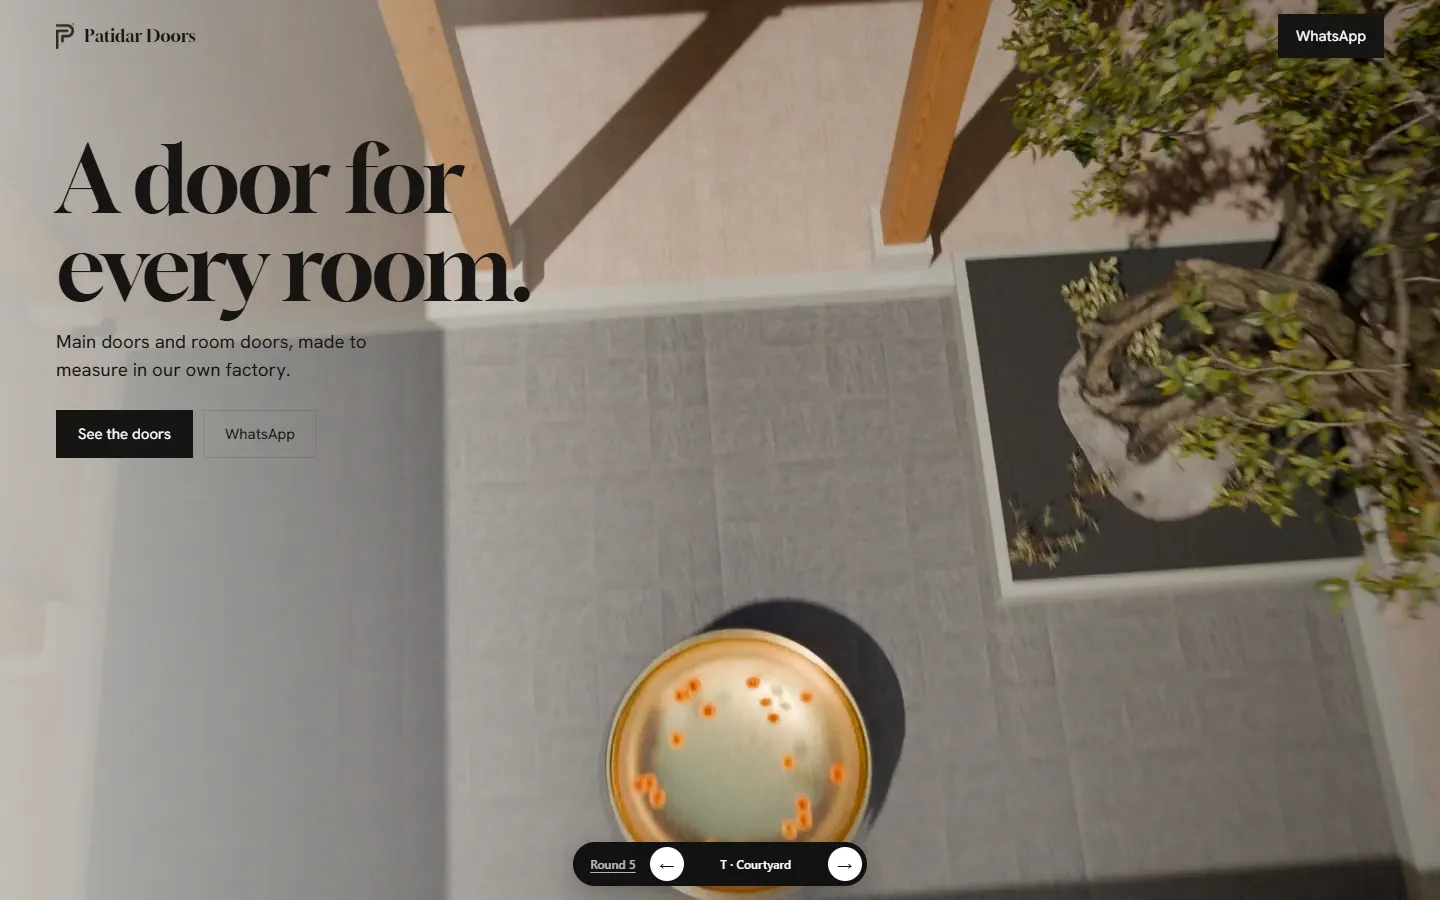 Patidar Doors
WhatsApp
A door for
every room.
Main doors and room doors, made to
measure in our own factory.
See the doors
WhatsApp
Round 5
←
T · Courtyard
→